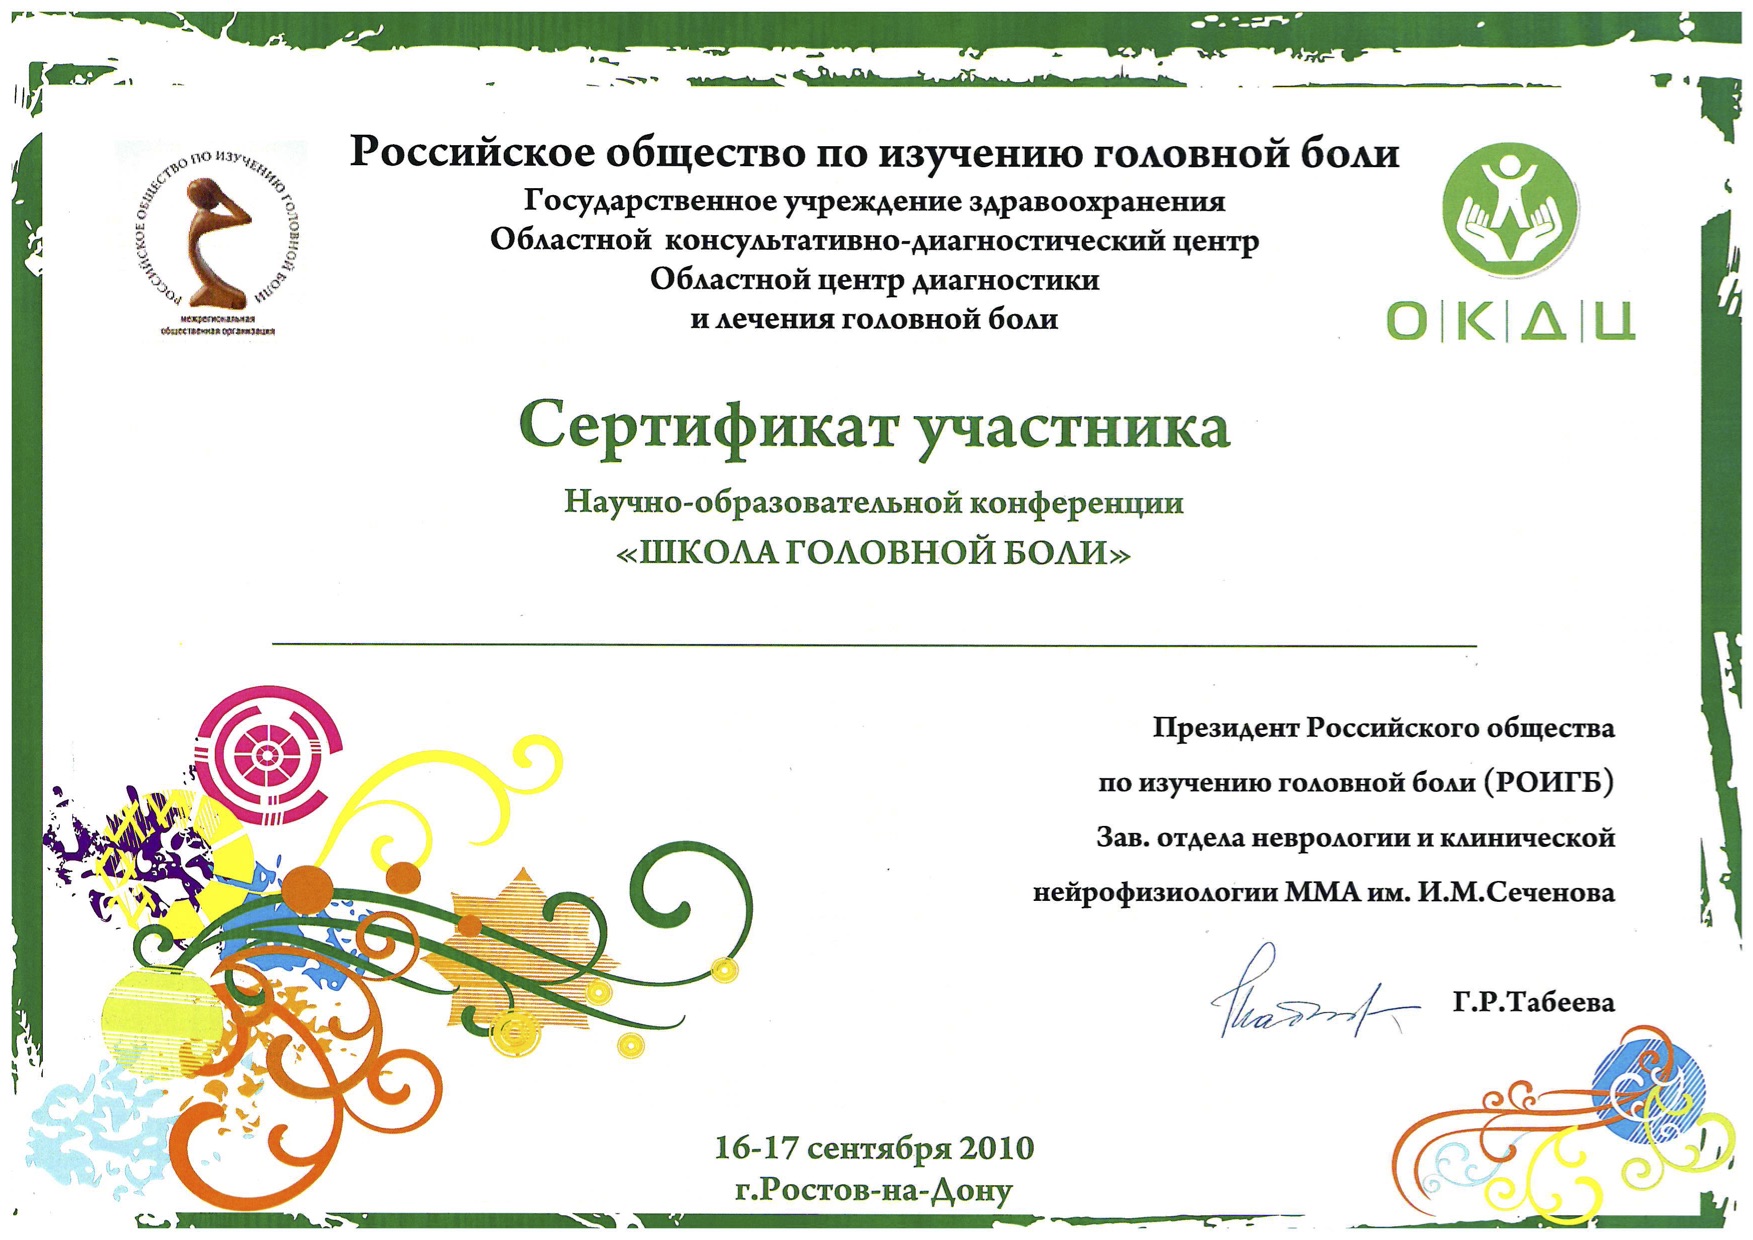 РОССИЙСКОЕ ОБЩЕСТВО ПО ИЗУЧЕНИЮ ГОЛОВНОЙ БОЛИ
межрегиональная
общественная организация
Российское общество по изучению головной боли
Государственное учреждение здравоохранения
Областной консультативно-диагностический центр
Областной центр диагностики
и лечения головной боли
О|К|Д|Ц
Сертификат участника
Научно-образовательной конференции
«ШКОЛА ГОЛОВНОЙ БОЛИ»
Президент Российского общества
по изучению головной боли (РОИГБ)
Зав. отдела неврологии и клинической
нейрофизиологии ММА им. И.М.Сеченова
Г.Р.Табеева
16-17 сентября 2010
г.Ростов-на-Дону